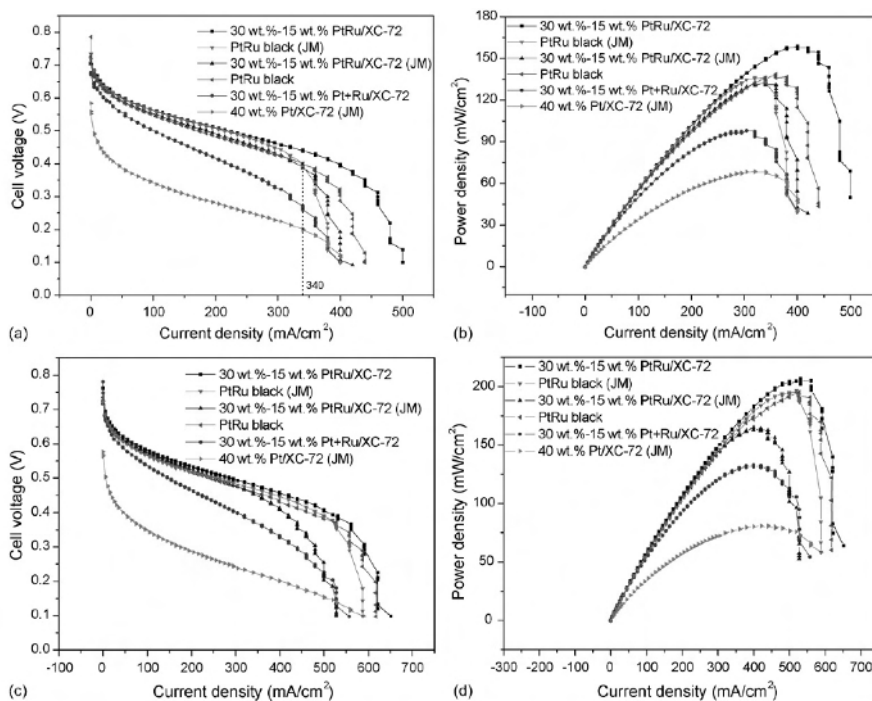 0.8
0.7
0.6
0.5
0.4
0.3
0.2
0.1
0.0
Cell voltage (V)
30 wt.%-15 wt.% PtRu/XC-72
PtRu black (JM)
30 wt.%-15 wt.% PtRu/XC-72 (JM)
PtRu black
30 wt.%-15 wt.% Pt+Ru/XC-72
40 wt.% Pt/XC-72 (JM)
340
0 100 200 300 400 500
Current density (mA/cm²)
(a)
180
150
120
90
60
30
0
-30
Power density (mW/cm²)
30 wt.%-15 wt.% PtRu/XC-72
PtRu black (JM)
30 wt.%-15 wt.% PtRu/XC-72 (JM)
PtRu black
30 wt.%-15 wt.% Pt+Ru/XC-72
40 wt.% Pt/XC-72 (JM)
-100 0 100 200 300 400 500
Current density (mA/cm²)
(b)
0.8
0.7
0.6
0.5
0.4
0.3
0.2
0.1
0.0
Cell voltage (V)
30 wt.%-15 wt.% PtRu/XC-72
PtRu black (JM)
30 wt.%-15 wt.% PtRu/XC-72 (JM)
PtRu black
30 wt.%-15 wt.% Pt+Ru/XC-72
40 wt.% Pt/XC-72 (JM)
-100 0 100 200 300 400 500 600 700
Current density (mA/cm²)
(c)
200
150
100
50
0
Power density (mW/cm²)
30 wt.%-15 wt.% PtRu/XC-72
PtRu black (JM)
30 wt.%-15 wt.% PtRu/XC-72 (JM)
PtRu black
30 wt.%-15 wt.% Pt+Ru/XC-72
40 wt.% Pt/XC-72 (JM)
-300 -200 -100 0 100 200 300 400 500 600 700
Current density (mA/cm²)
(d)